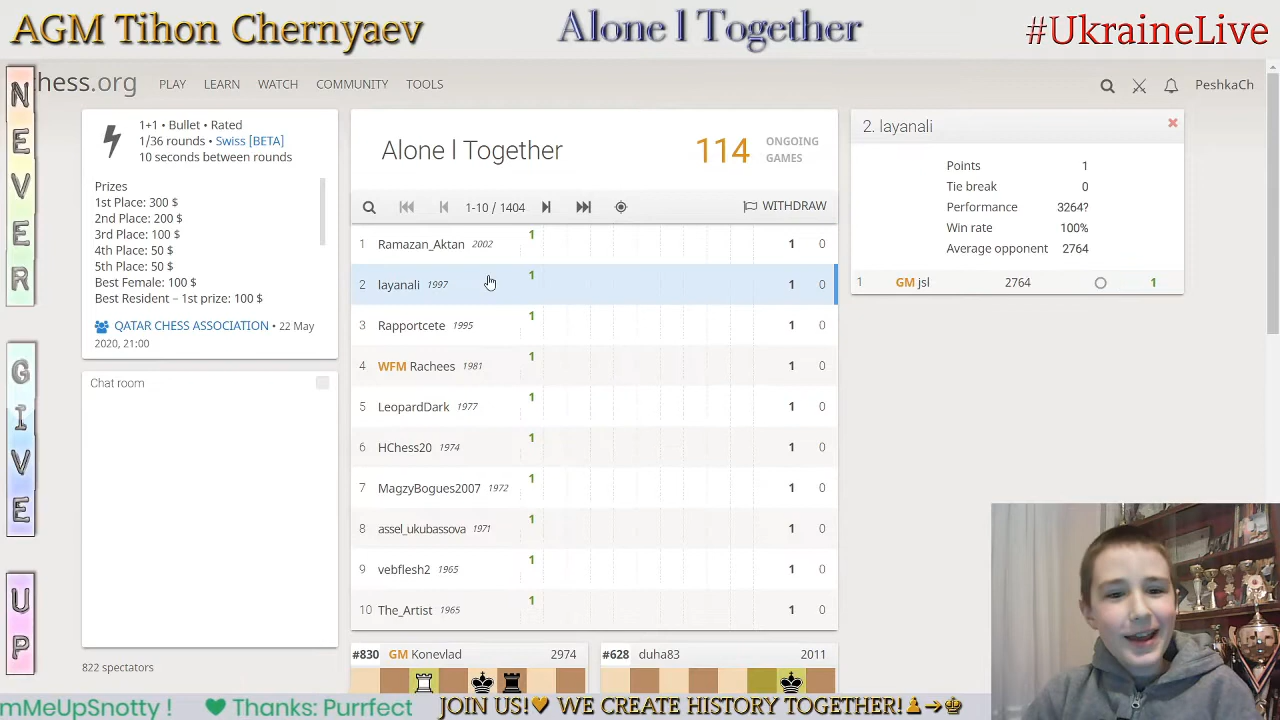 AGM Tihon Chernyaev
Alone l Together
#UkraineLive
NEVER
GIVE
UP
hess.org
PLAY LEARN WATCH COMMUNITY TOOLS
PeshkaCh
1+1 • Bullet • Rated
1/36 rounds • Swiss [BETA]
10 seconds between rounds
Prizes
1st Place: 300 $
2nd Place: 200 $
3rd Place: 100 $
4th Place: 50 $
5th Place: 50 $
Best Female: 100 $
Best Resident – 1st prize: 100 $
QATAR CHESS ASSOCIATION • 22 May
2020, 21:00
Chat room
822 spectators
Alone l Together
114 ONGOING
GAMES
1-10 / 1404
WITHDRAW
1 Ramazan_Aktan 2002 1 1 0
2 layanali 1997 1 1 0
3 Rapportcete 1995 1 1 0
4 WFM Rachees 1981 1 1 0
5 LeopardDark 1977 1 1 0
6 HChess20 1974 1 1 0
7 MagzyBogues2007 1972 1 1 0
8 assel_ukubassova 1971 1 1 0
9 vebflesh2 1965 1 1 0
10 The_Artist 1965 1 1 0
#830 GM Konevlad 2974
#628 duha83 2011
2. layanali
Points 1
Tie break 0
Performance 3264?
Win rate 100%
Average opponent 2764
1 GM jsl 2764 1
mMeUpSnotty ! Thanks: Purrfect
JOIN US! WE CREATE HISTORY TOGETHER!